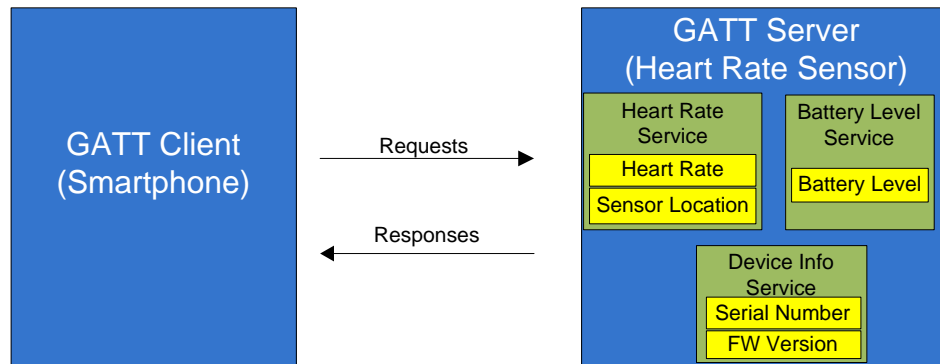 GATT Client
(Smartphone)
Requests
Responses
GATT Server
(Heart Rate Sensor)
Heart Rate
Service
Heart Rate
Sensor Location
Battery Level
Service
Battery Level
Device Info
Service
Serial Number
FW Version